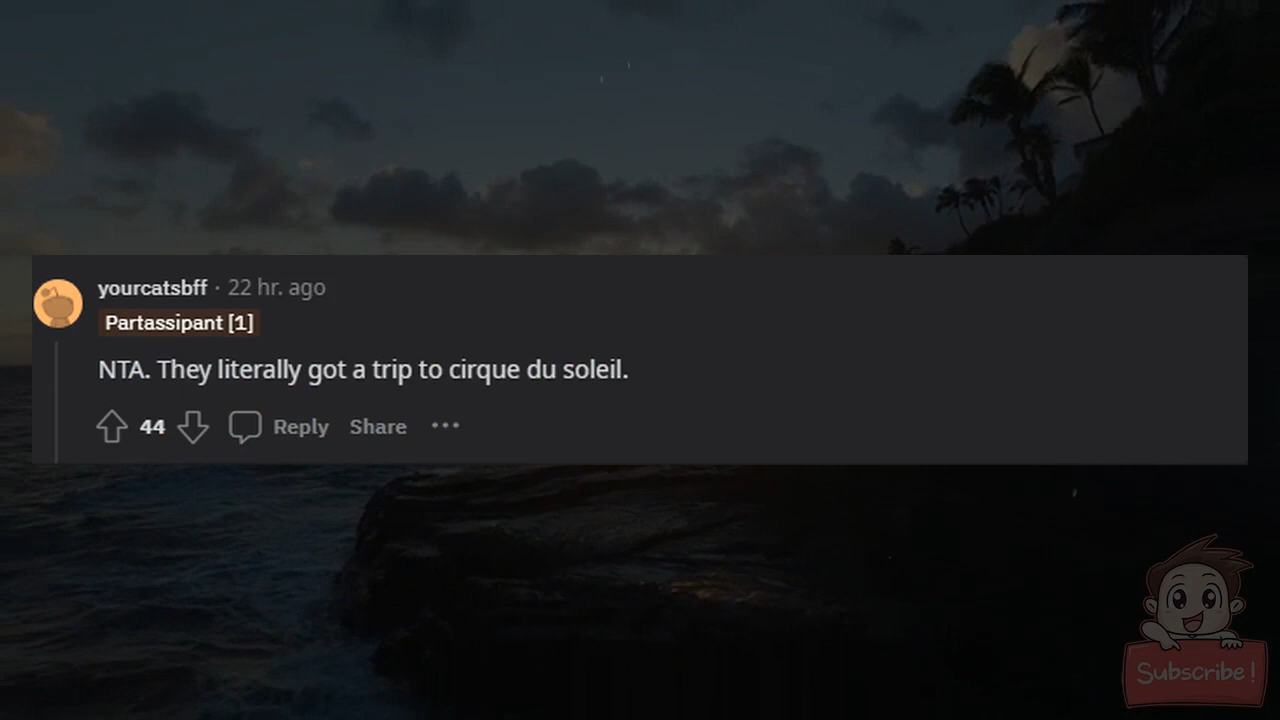 yourcatsbff · 22 hr. ago
Partassipant [1]
NTA. They literally got a trip to cirque du soleil.
44 Reply Share •••
Subscribe!